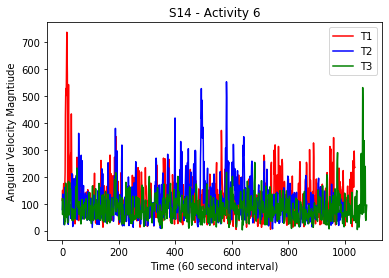 S14 - Activity 6
T1
T2
T3
Angular Velocity Magntiude
700
600
500
400
300
200
100
0
0 200 400 600 800 1000
Time (60 second interval)